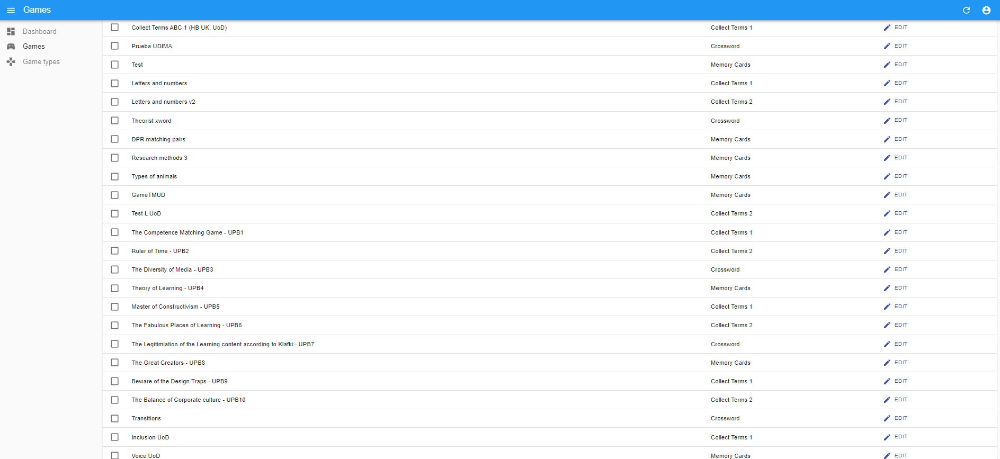 Games
Dashboard
Games
Game types
Collect Terms ABC 1 (HB UK, UoD) Collect Terms 1 EDIT
Prueba UDIMA Crossword EDIT
Test Memory Cards EDIT
Letters and numbers Collect Terms 1 EDIT
Letters and numbers v2 Collect Terms 2 EDIT
Theorist xword Crossword EDIT
DPR matching pairs Memory Cards EDIT
Research methods 3 Memory Cards EDIT
Types of animals Memory Cards EDIT
GameTMUD Memory Cards EDIT
Test L UoD Collect Terms 2 EDIT
The Competence Matching Game - UPB1 Collect Terms 1 EDIT
Ruler of Time - UPB2 Collect Terms 2 EDIT
The Diversity of Media - UPB3 Crossword EDIT
Theory of Learning - UPB4 Memory Cards EDIT
Master of Constructivism - UPB5 Collect Terms 1 EDIT
The Fabulous Places of Learning - UPB6 Collect Terms 2 EDIT
The Legitimiation of the Learning content according to Klafki - UPB7 Crossword EDIT
The Great Creators - UPB8 Memory Cards EDIT
Beware of the Design Traps - UPB9 Collect Terms 1 EDIT
The Balance of Corporate culture - UPB10 Collect Terms 2 EDIT
Transitions Crossword EDIT
Inclusion UoD Collect Terms 1 EDIT
Voice UoD Memory Cards EDIT